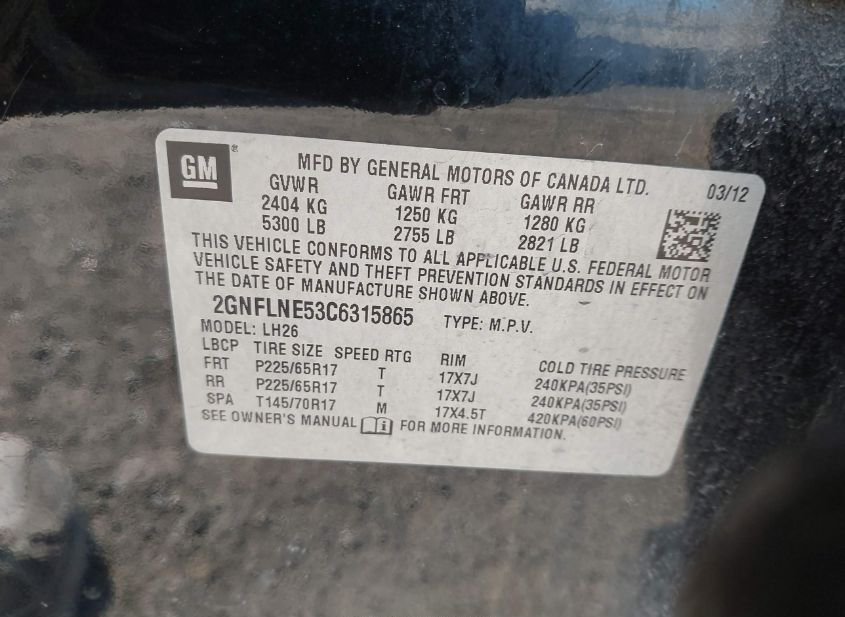 GM ®
MFD BY GENERAL MOTORS OF CANADA LTD. 03/12
GVWR GAWR FRT GAWR RR
2404 KG 1250 KG 1280 KG
5300 LB 2755 LB 2821 LB
THIS VEHICLE CONFORMS TO ALL APPLICABLE U.S. FEDERAL MOTOR
VEHICLE SAFETY AND THEFT PREVENTION STANDARDS IN EFFECT ON
THE DATE OF MANUFACTURE SHOWN ABOVE.
2GNFLNE53C6315865 TYPE: M.P.V.
MODEL: LH26
LBCP TIRE SIZE SPEED RTG RIM COLD TIRE PRESSURE
FRT P225/65R17 T 17X7J 240KPA(35PSI)
RR P225/65R17 T 17X7J 240KPA(35PSI)
SPA T145/70R17 M 17X4.5T 420KPA(60PSI)
SEE OWNER'S MANUAL i FOR MORE INFORMATION.